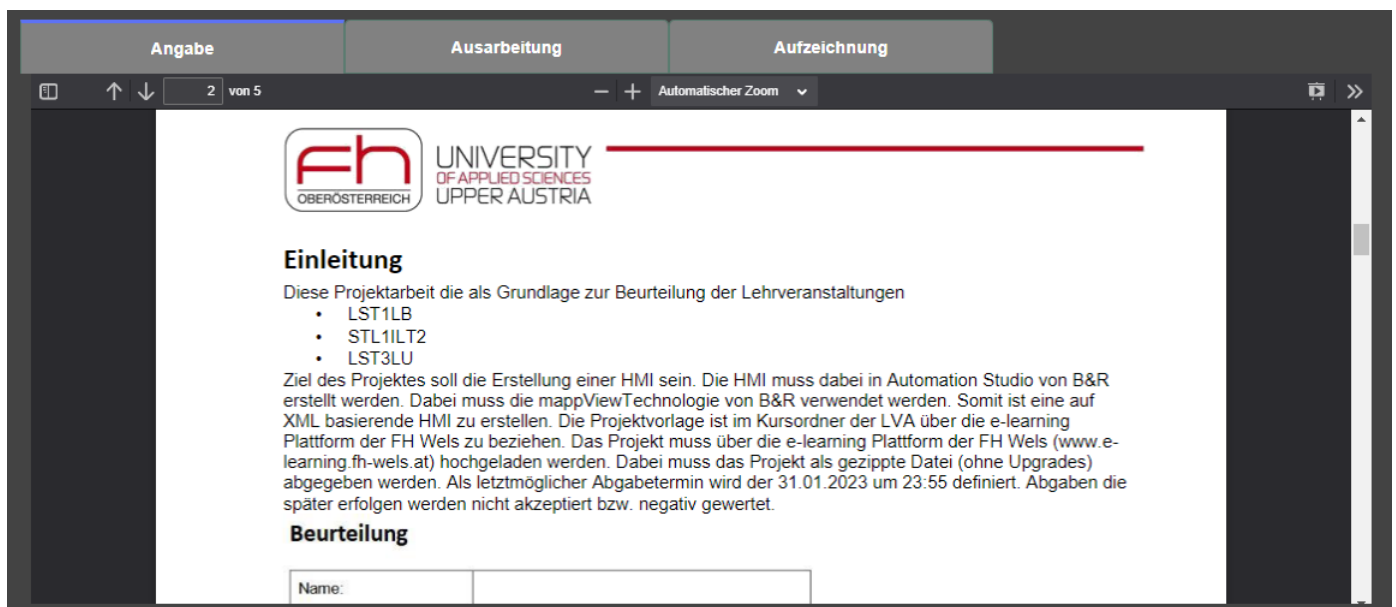 Angabe Ausarbeitung Aufzeichnung
2 von 5 Automatischer Zoom
fh
OBERÖSTERREICH
UNIVERSITY
OF APPLIED SCIENCES
UPPER AUSTRIA
Einleitung
Diese Projektarbeit die als Grundlage zur Beurteilung der Lehrveranstaltungen
• LST1LB
• STL1ILT2
• LST3LU
Ziel des Projektes soll die Erstellung einer HMI sein. Die HMI muss dabei in Automation Studio von B&R
erstellt werden. Dabei muss die mappViewTechnologie von B&R verwendet werden. Somit ist eine auf
XML basierende HMI zu erstellen. Die Projektvorlage ist im Kursordner der LVA über die e-learning
Plattform der FH Wels zu beziehen. Das Projekt muss über die e-learning Plattform der FH Wels (www.e-
learning.fh-wels.at) hochgeladen werden. Dabei muss das Projekt als gezippte Datei (ohne Upgrades)
abgegeben werden. Als letztmöglicher Abgabetermin wird der 31.01.2023 um 23:55 definiert. Abgaben die
später erfolgen werden nicht akzeptiert bzw. negativ gewertet.
Beurteilung
Name: